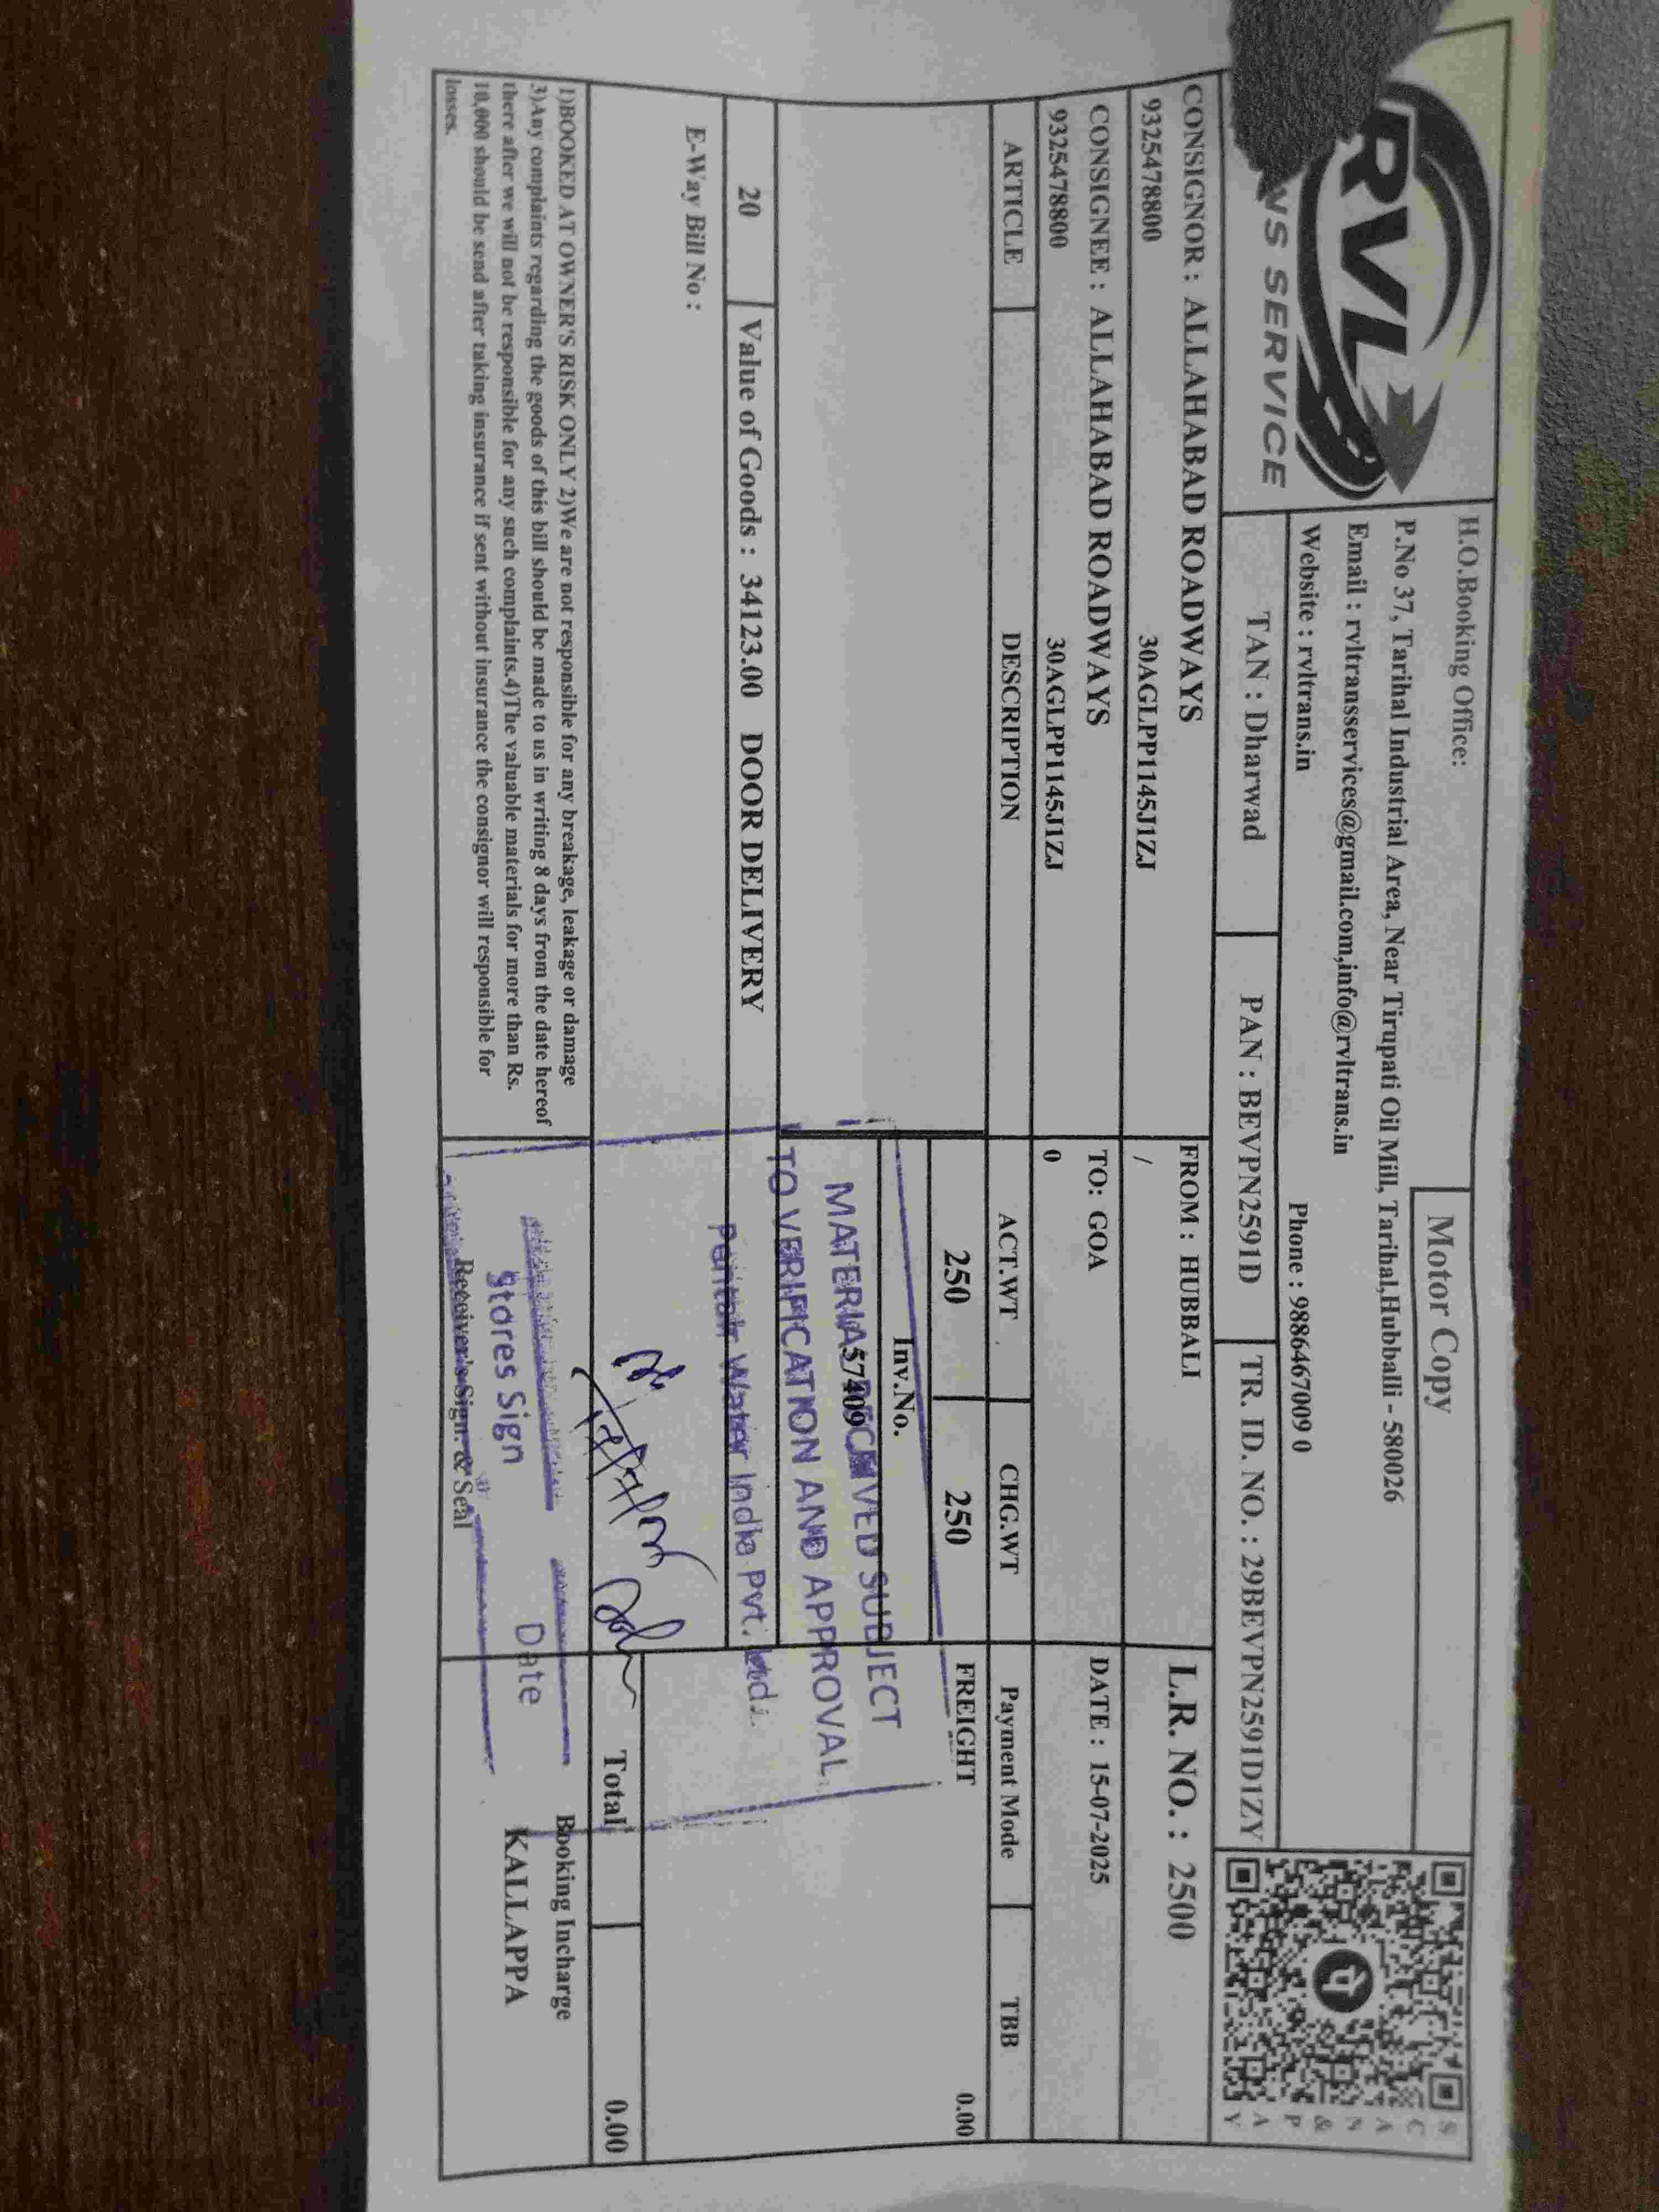 RVL
NS SERVICE
H.O.Booking Office:
Motor Copy
P.No 37, Tarihal Industrial Area, Near Tirupati Oil Mill, Tarihal,Hubballi - 580026
Email : rvltransservices@gmail.com,info@rvltrans.in
Website : rvltrans.in
Phone : 9886467009 0
SCAN & PAY
TAN : Dharwad
PAN : BEVPN2591D
TR. ID. NO. : 29BEVPN2591D1ZY
CONSIGNOR : ALLAHABAD ROADWAYS
9325478800 30AGLPP1145J1ZJ
FROM : HUBBALI
/
L.R. NO. : 2500
CONSIGNEE : ALLAHABAD ROADWAYS
9325478800 30AGLPP1145J1ZJ
TO: GOA
0
DATE : 15-07-2025
ARTICLE DESCRIPTION ACT.WT CHG.WT Payment Mode TBB
250 250 FREIGHT 0.00
Inv.No.
57409
MATERIAL RECEIVED SUBJECT
TO VERIFICATION AND APPROVAL
Pentair Water India Pvt. Ltd.
20 Value of Goods : 34123.00 DOOR DELIVERY
E-Way Bill No :
Total 0.00
1)BOOKED AT OWNER'S RISK ONLY 2)We are not responsible for any breakage, leakage or damage
3)Any complaints regarding the goods of this bill should be made to us in writing 8 days from the date hereof
there after we will not be responsible for any such complaints.4)The valuable materials for more than Rs.
10,000 should be send after taking insurance if sent without insurance the consignor will responsible for
losses.
Stores Sign Date
Receiver's Sign. & Seal
Booking Incharge
KALLAPPA